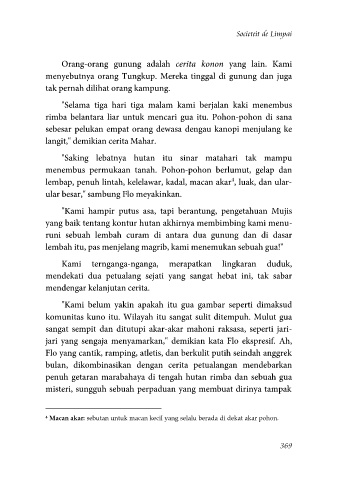 Societeit de Limpai
Orang-orang gunung adalah cerita konon yang lain. Kami
menyebutnya orang Tungkup. Mereka tinggal di gunung dan juga
tak pernah dilihat orang kampung.
"Selama tiga hari tiga malam kami berjalan kaki menembus
rimba belantara liar untuk mencari gua itu. Pohon-pohon di sana
sebesar pelukan empat orang dewasa dengau kanopi menjulang ke
langit," demikian cerita Mahar.
"Saking lebatnya hutan itu sinar matahari tak mampu
menembus permukaan tanah. Pohon-pohon berlumut, gelap dan
lembap, penuh lintah, kelelawar, kadal, macan akar⁴, luak, dan ular-
ular besar," sambung Flo meyakinkan.
"Kami hampir putus asa, tapi berantung, pengetahuan Mujis
yang baik tentang kontur hutan akhirnya membimbing kami menu-
runi sebuah lembah curam di antara dua gunung dan di dasar
lembah itu, pas menjelang magrib, kami menemukan sebuah gua!"
Kami ternganga-nganga, merapatkan lingkaran duduk,
mendekati dua petualang sejati yang sangat hebat ini, tak sabar
mendengar kelanjutan cerita.
"Kami belum yakin apakah itu gua gambar seperti dimaksud
komunitas kuno itu. Wilayah itu sangat sulit ditempuh. Mulut gua
sangat sempit dan ditutupi akar-akar mahoni raksasa, seperti jari-
jari yang sengaja menyamarkan," demikian kata Flo ekspresif. Ah,
Flo yang cantik, ramping, atletis, dan berkulit putih seindah anggrek
bulan, dikombinasikan dengan cerita petualangan mendebarkan
penuh getaran marabahaya di tengah hutan rimba dan sebuah gua
misteri, sungguh sebuah perpaduan yang membuat dirinya tampak
⁴ Macan akar: sebutan untuk macan kecil yang selalu berada di dekat akar pohon.
369